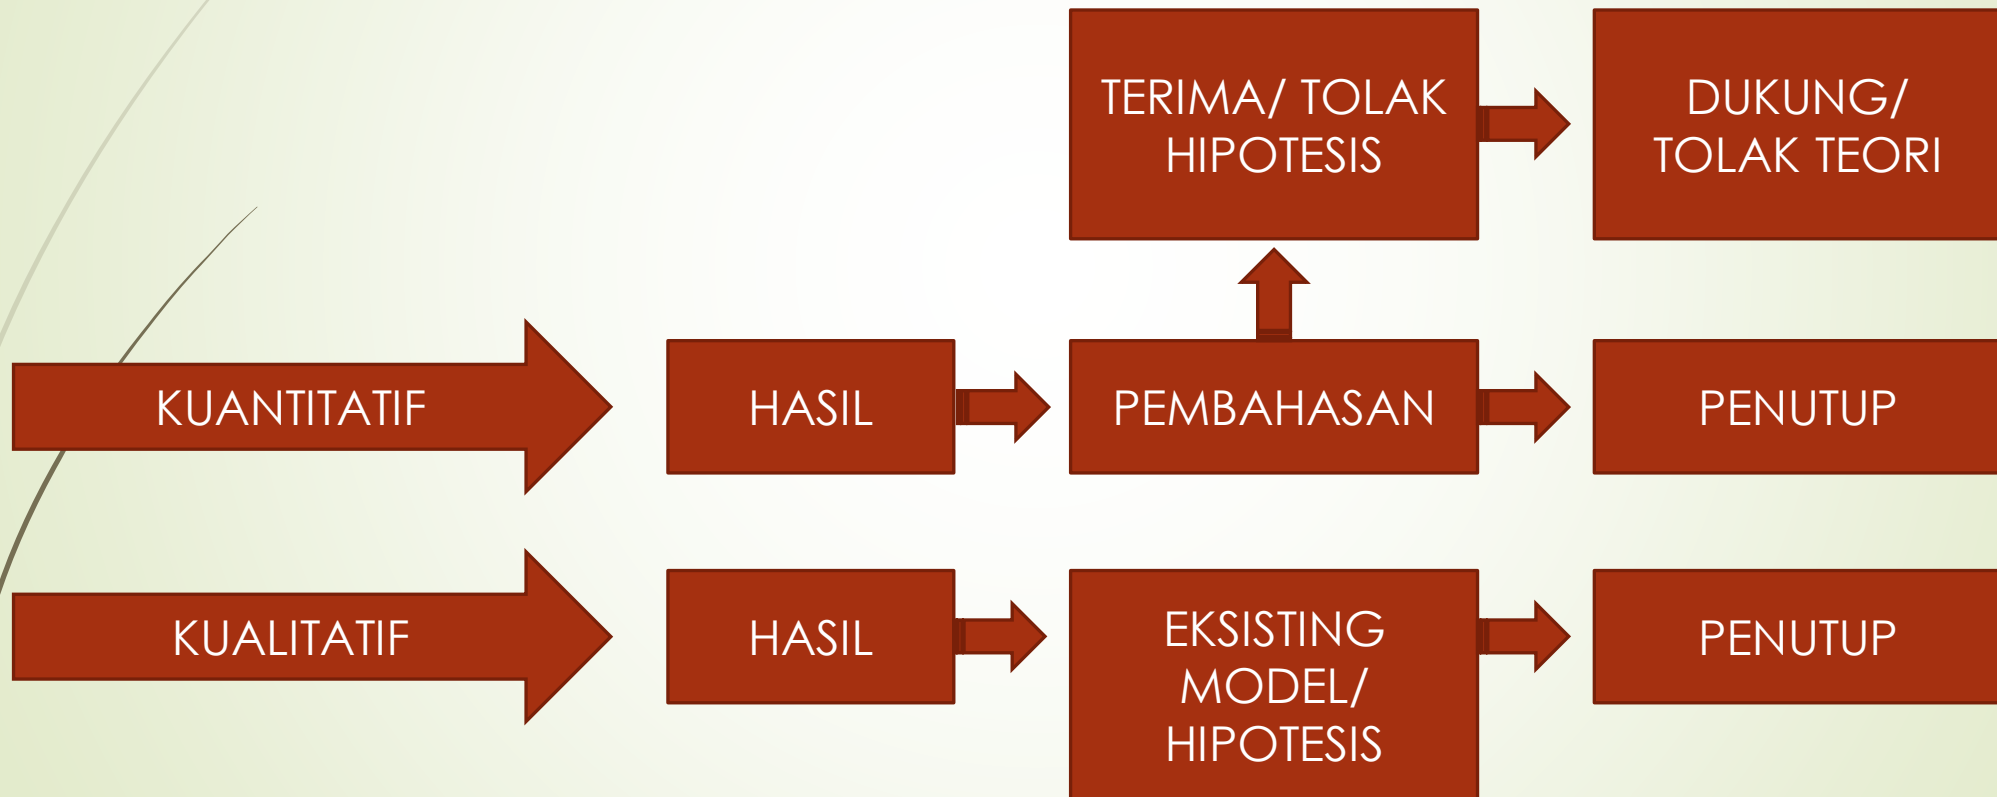 TERIMA/ TOLAK
HIPOTESIS
DUKUNG/
TOLAK TEORI
KUANTITATIF
HASIL
PEMBAHASAN
PENUTUP
KUALITATIF
HASIL
EKSISTING
MODEL/
HIPOTESIS
PENUTUP